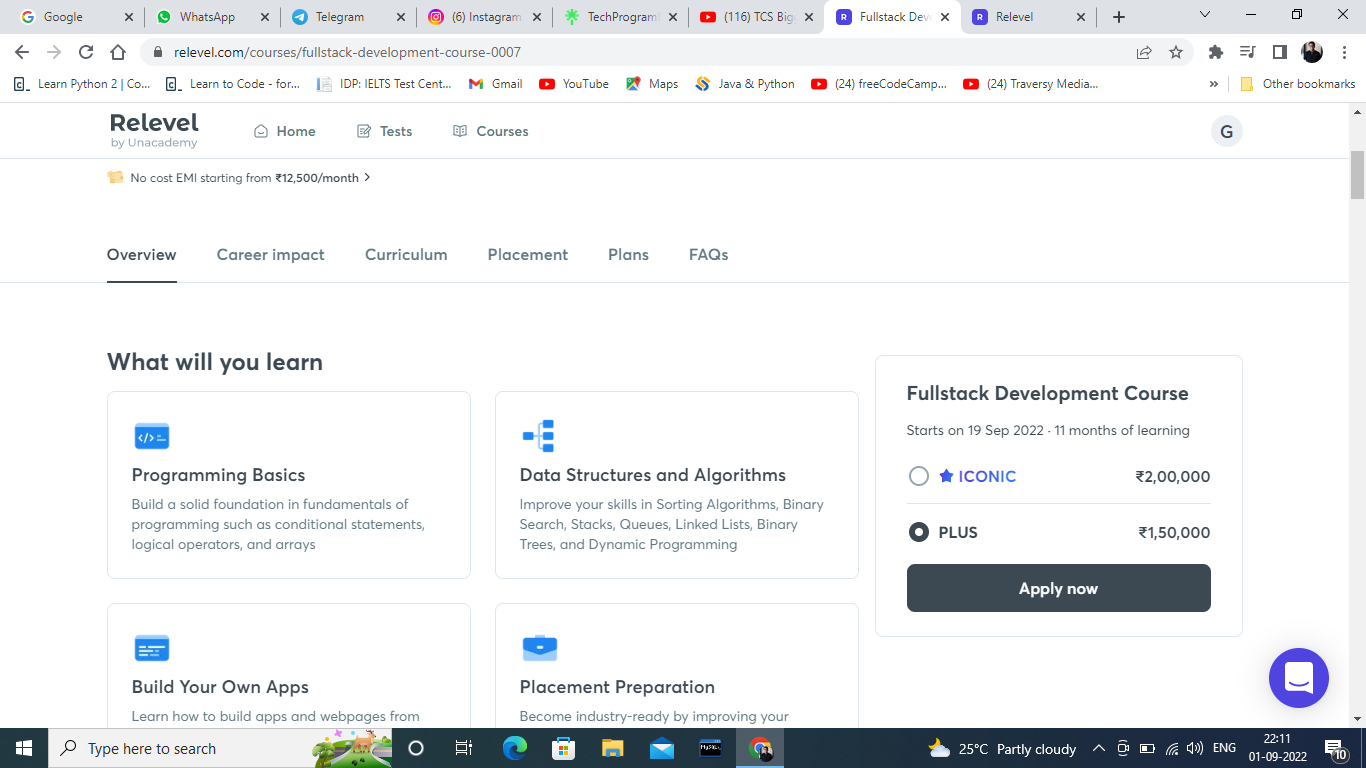 Google
WhatsApp
Telegram
(6) Instagram
TechProgram
(116) TCS Big
Fullstack Dev
Relevel
relevel.com/courses/fullstack-development-course-0007
Learn Python 2 | Co...
Learn to Code - for...
IDP: IELTS Test Cent...
Gmail
YouTube
Maps
Java & Python
(24) freeCodeCamp...
(24) Traversy Media...
»
Other bookmarks
Relevel
by Unacademy
Home
Tests
Courses
G
No cost EMI starting from ₹12,500/month >
Overview
Career impact
Curriculum
Placement
Plans
FAQs
What will you learn
Programming Basics
Build a solid foundation in fundamentals of
programming such as conditional statements,
logical operators, and arrays
Data Structures and Algorithms
Improve your skills in Sorting Algorithms, Binary
Search, Stacks, Queues, Linked Lists, Binary
Trees, and Dynamic Programming
Fullstack Development Course
Starts on 19 Sep 2022 · 11 months of learning
ICONIC ₹2,00,000
PLUS ₹1,50,000
Apply now
Build Your Own Apps
Learn how to build apps and webpages from
Placement Preparation
Become industry-ready by improving your
Type here to search
MySQL
25°C Partly cloudy
ENG
22:11
01-09-2022
10